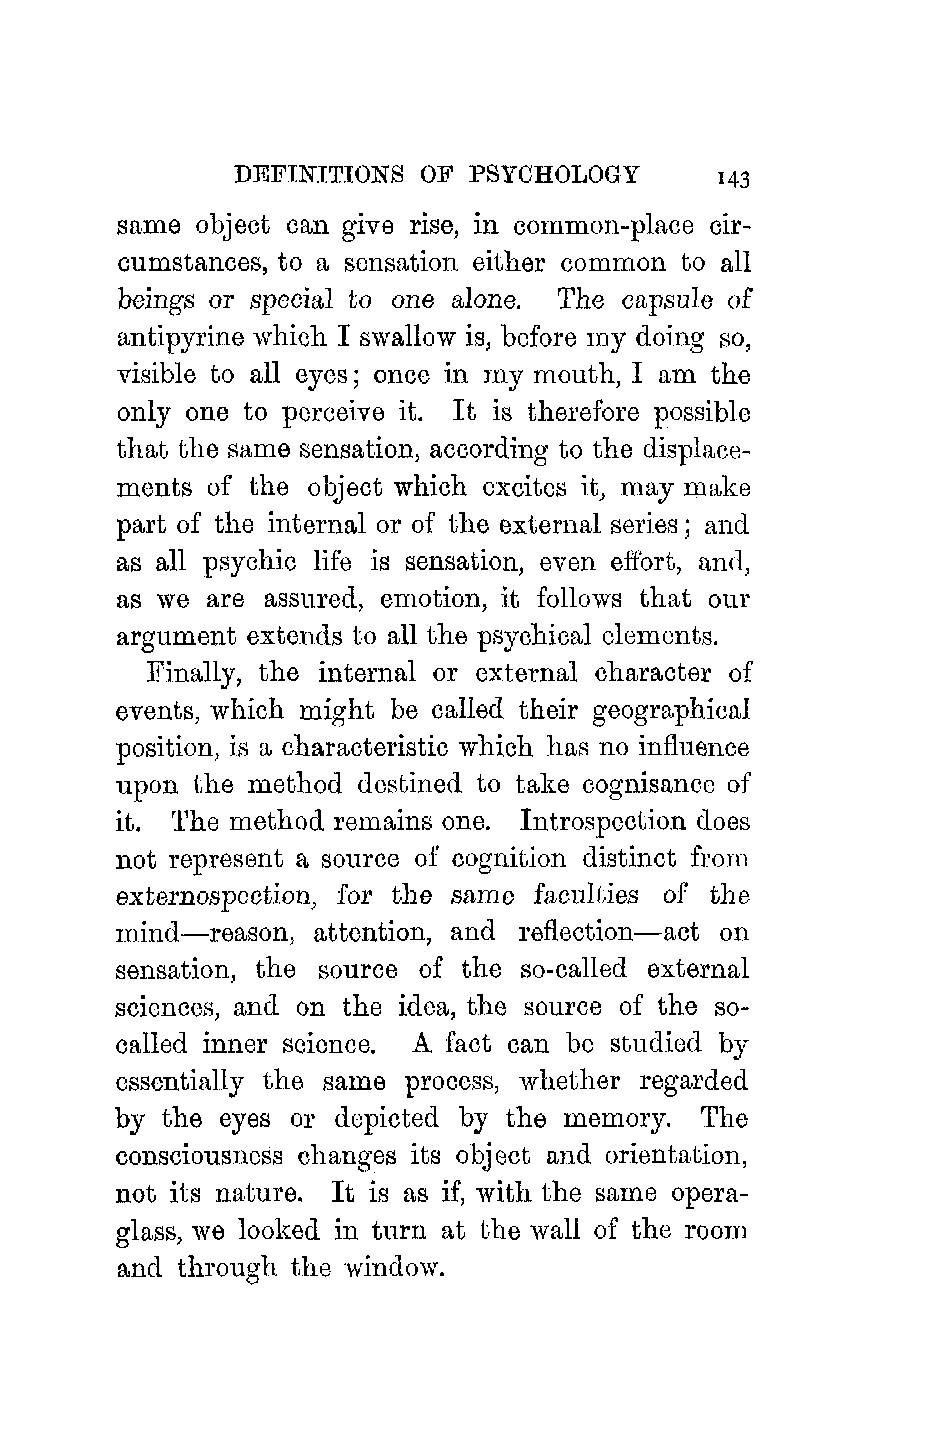 DEFINITIONS OF PSYCHOLOGY 143
same object can give rise, in common-place cir-
cumstances, to a sensation either common to all
beings or special to one alone. The capsule of
antipyrine which I swallow is, before my doing so,
visible to all eyes; once in my mouth, I am the
only one to perceive it. It is therefore possible
that the same sensation, according to the displace-
ments of the object which excites it, may make
part of the internal or of the external series; and
as all psychic life is sensation, even effort, and,
as we are assured, emotion, it follows that our
argument extends to all the psychical elements.
Finally, the internal or external character of
events, which might be called their geographical
position, is a characteristic which has no influence
upon the method destined to take cognisance of
it. The method remains one. Introspection does
not represent a source of cognition distinct from
externospection, for the same faculties of the
mind—reason, attention, and reflection—act on
sensation, the source of the so-called external
sciences, and on the idea, the source of the so-
called inner science. A fact can be studied by
essentially the same process, whether regarded
by the eyes or depicted by the memory. The
consciousness changes its object and orientation,
not its nature. It is as if, with the same opera-
glass, we looked in turn at the wall of the room
and through the window.